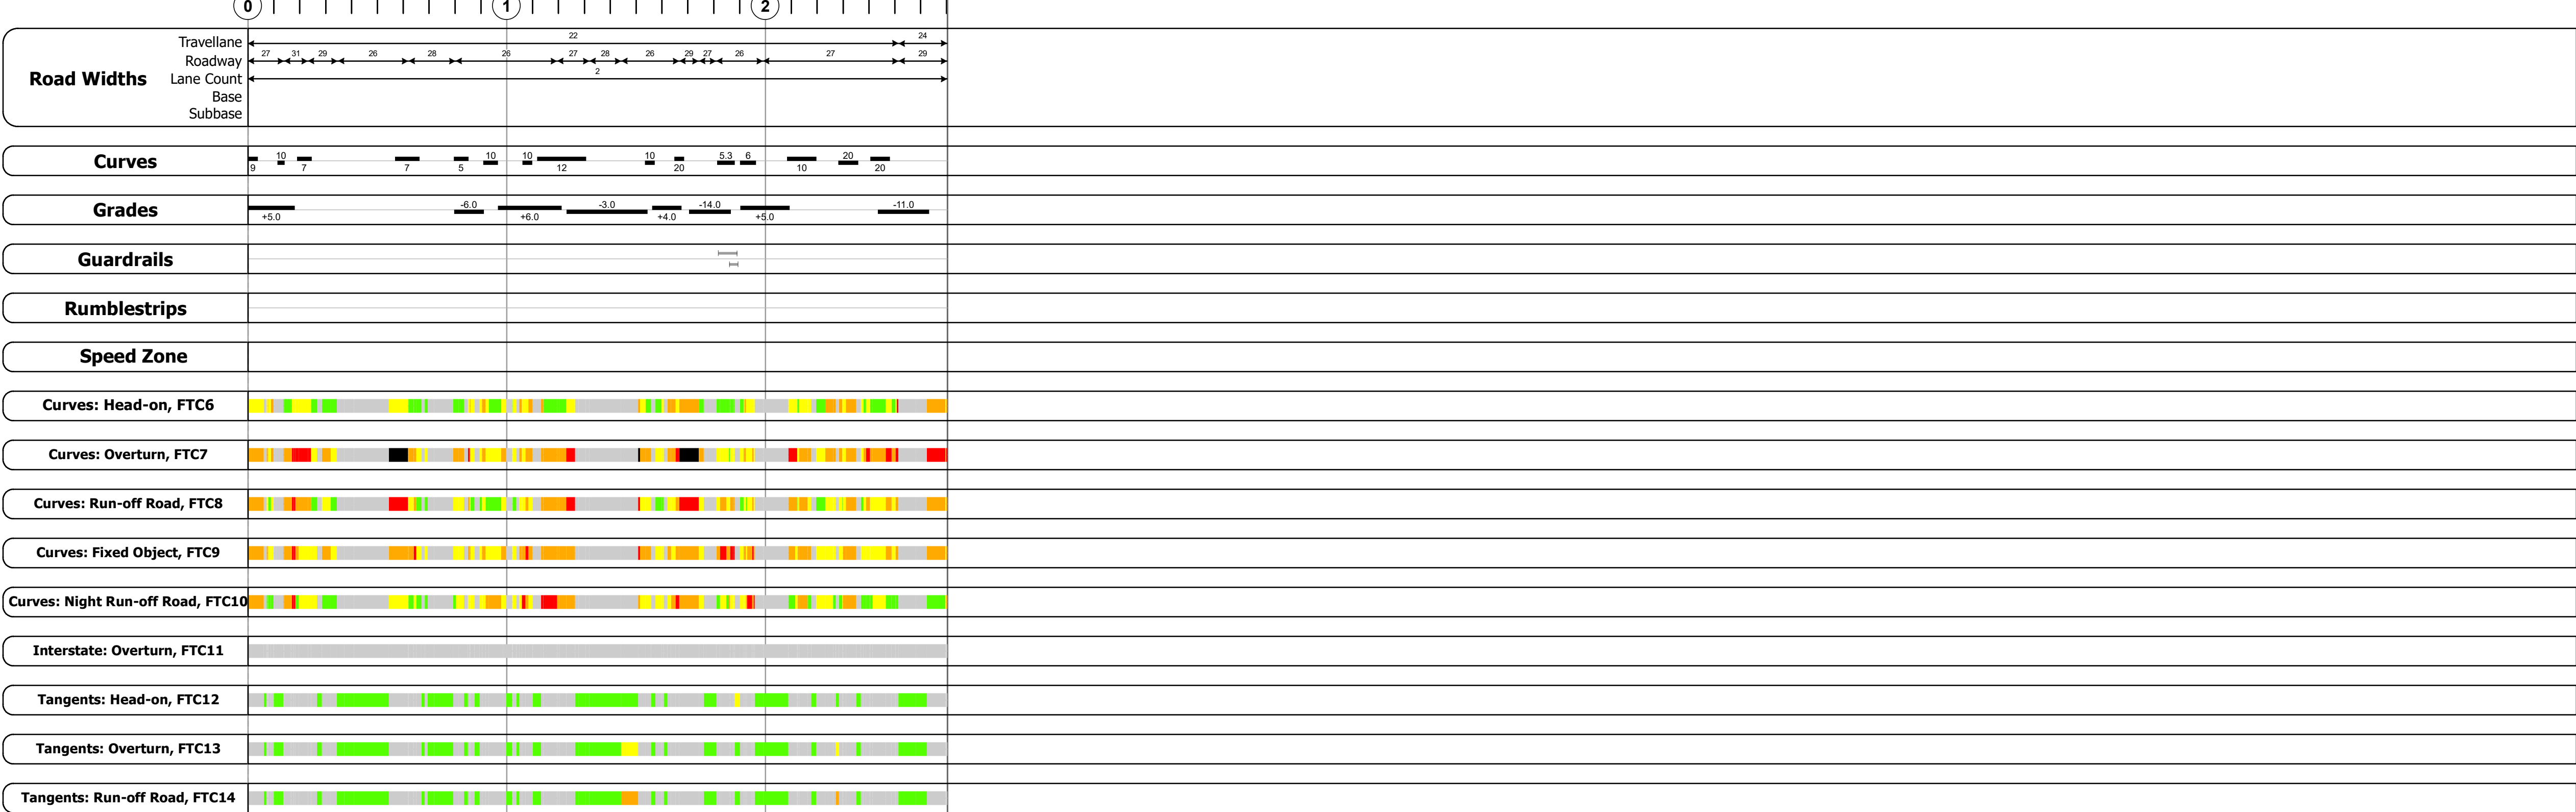 0 1 2
Travellane 22 24
27 31 29 26 28 26 27 28 26 29 27 26 27 29
Roadway
Road Widths Lane Count 2
Base
Subbase
10 10 10 10 5.3 6 20
Curves
9 7 7 5 12 20 10 20
-6.0 -3.0 -14.0 -11.0
Grades
+5.0 +6.0 +4.0 +5.0
Guardrails
Rumblestrips
Speed Zone
Curves: Head-on, FTC6
Curves: Overturn, FTC7
Curves: Run-off Road, FTC8
Curves: Fixed Object, FTC9
Curves: Night Run-off Road, FTC10
Interstate: Overturn, FTC11
Tangents: Head-on, FTC12
Tangents: Overturn, FTC13
Tangents: Run-off Road, FTC14